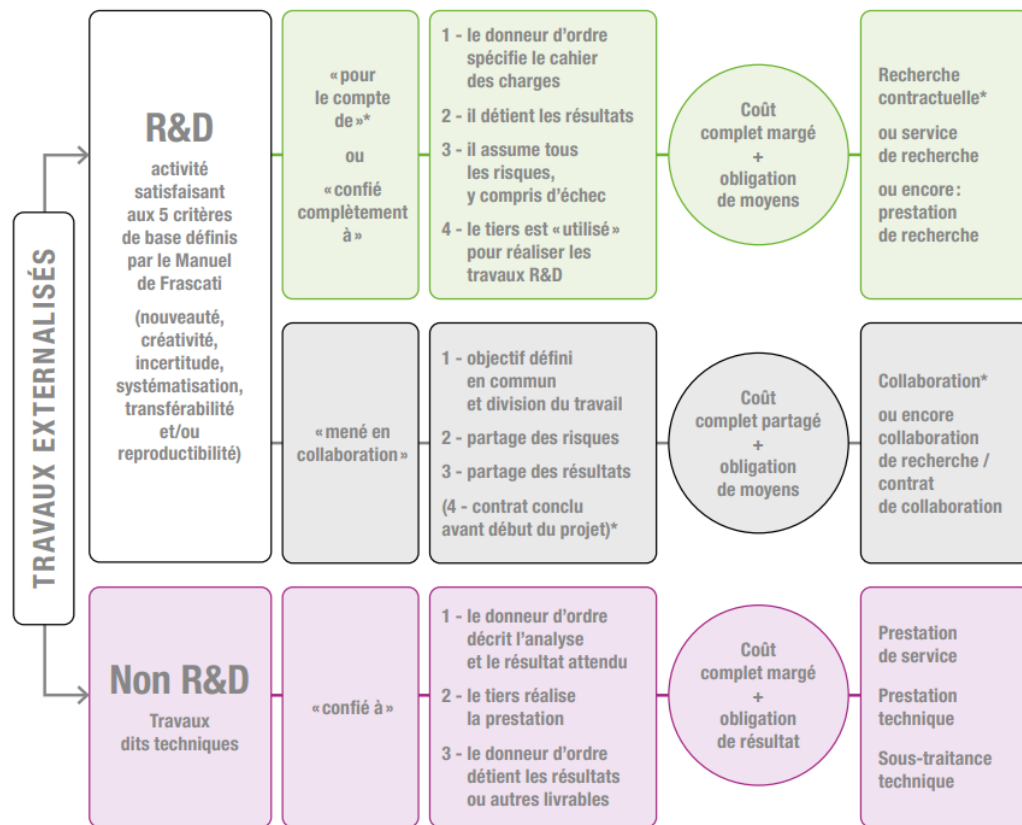 TRAVAUX EXTERNALISÉS
R&D
activité
satisfaisant
aux 5 critères
de base définis
par le Manuel
de Frascati
(nouveauté,
créativité,
incertitude,
systématisation,
transférabilité
et/ou
reproductibilité)
«pour
le compte
de»*
ou
«confié
complètement
à»
1 - le donneur d'ordre
spécifie le cahier
des charges
2 - il détient les résultats
3 - il assume tous
les risques,
y compris d'échec
4 - le tiers est «utilisé»
pour réaliser les
travaux R&D
Coût
complet margé
+
obligation
de moyens
Recherche
contractuelle*
ou service
de recherche
ou encore:
prestation
de recherche
«mené en
collaboration»
1 - objectif défini
en commun
et division du travail
2 - partage des risques
3 - partage des résultats
(4 - contrat conclu
avant début du projet)*
Coût
complet partagé
+
obligation
de moyens
Collaboration*
ou encore
collaboration
de recherche /
contrat
de collaboration
Non R&D
Travaux
dits techniques
«confié à»
1 - le donneur d'ordre
décrit l'analyse
et le résultat attendu
2 - le tiers réalise
la prestation
3 - le donneur d'ordre
détient les résultats
ou autres livrables
Coût
complet margé
+
obligation
de résultat
Prestation
de service
Prestation
technique
Sous-traitance
technique